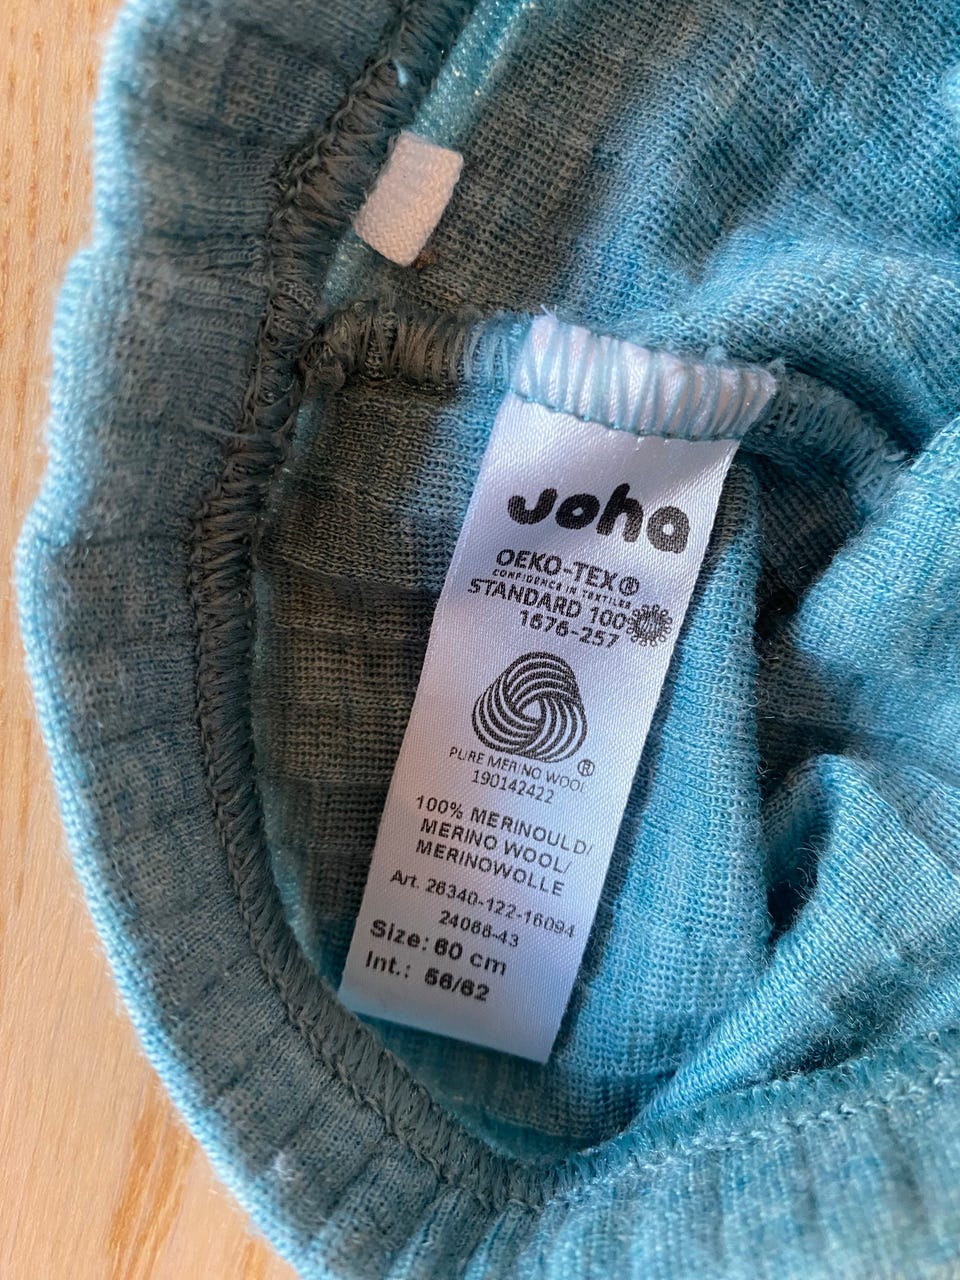 joha
OEKO-TEX®
CONFIDENCE IN TEXTILES
STANDARD 100
1676-257
PURE MERINO WOOL ®
190142422
100% MERINOULD/
MERINO WOOL/
MERINOWOLLE
Art. 26340-122-16094
24068-43
Size: 60 cm
Int.: 56/62